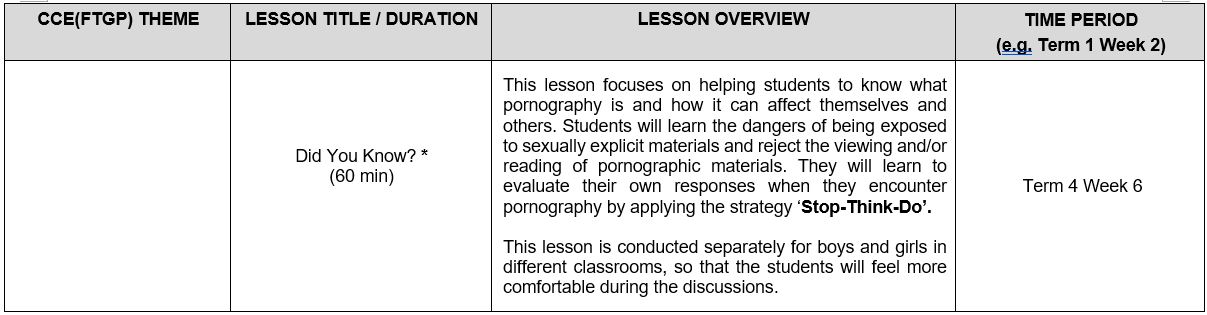 CCE(FTGP) THEME
LESSON TITLE / DURATION
LESSON OVERVIEW
TIME PERIOD
(e.g. Term 1 Week 2)
Did You Know? *
(60 min)
This lesson focuses on helping students to know what
pornography is and how it can affect themselves and
others. Students will learn the dangers of being exposed
to sexually explicit materials and reject the viewing and/or
reading of pornographic materials. They will learn to
evaluate their own responses when they encounter
pornography by applying the strategy ‘Stop-Think-Do’.
This lesson is conducted separately for boys and girls in
different classrooms, so that the students will feel more
comfortable during the discussions.
Term 4 Week 6